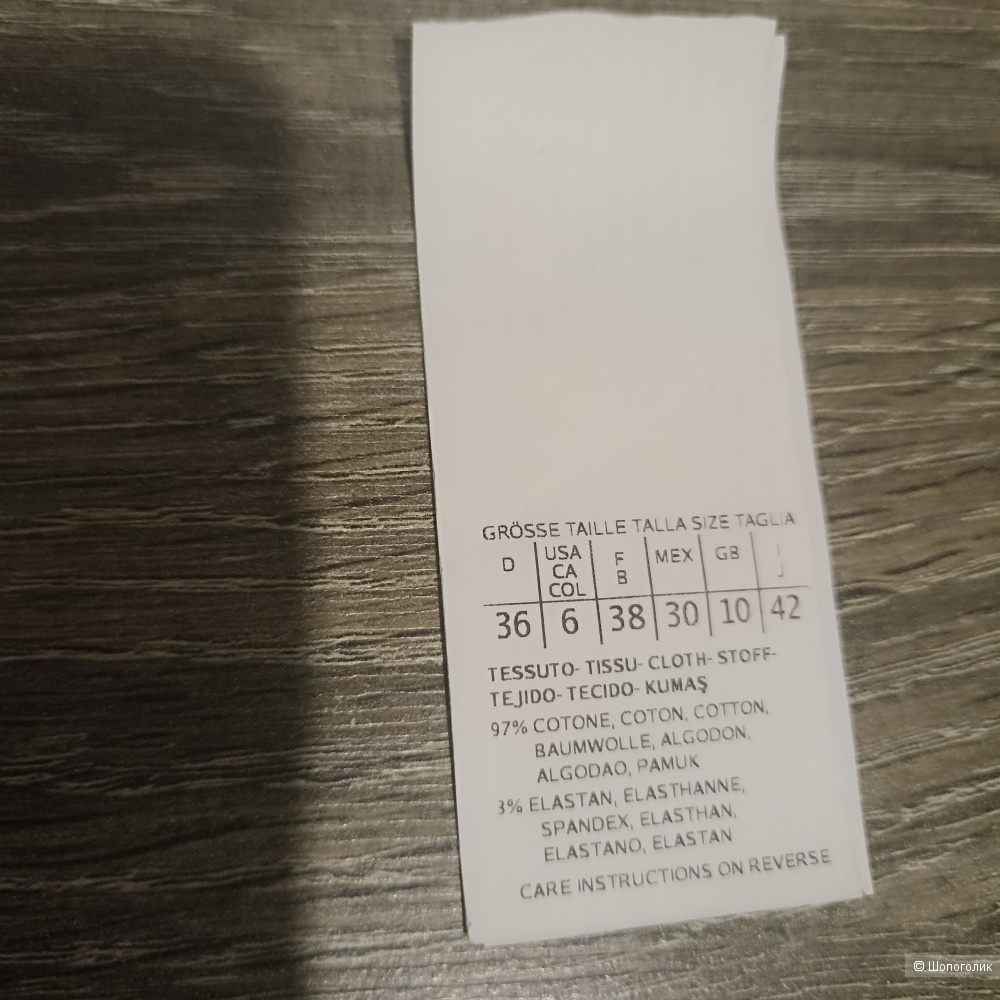 GRÖSSE TAILLE TALLA SIZE TAGLIA
D USA F MEX GB I
CA B J
COL
36 6 38 30 10 42
TESSUTO- TISSU- CLOTH- STOFF-
TEJIDO- TECIDO- KUMAŞ
97% COTONE, COTON, COTTON,
BAUMWOLLE, ALGODON,
ALGODAO, PAMUK
3% ELASTAN, ELASTHANNE,
SPANDEX, ELASTHAN,
ELASTANO, ELASTAN
CARE INSTRUCTIONS ON REVERSE
© Шопоголик